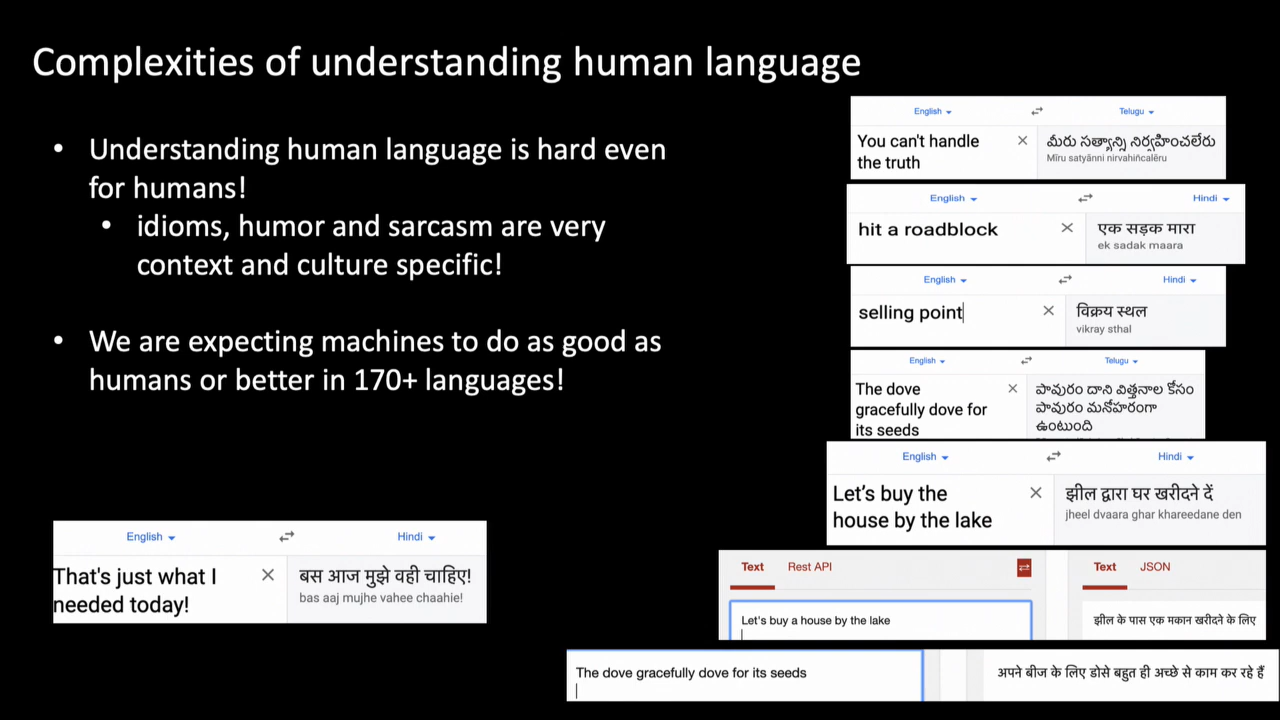 Complexities of understanding human language
• Understanding human language is hard even
for humans!
• idioms, humor and sarcasm are very
context and culture specific!
• We are expecting machines to do as good as
humans or better in 170+ languages!
English Telugu
You can't handle
the truth
మీరు సత్యాన్ని నిర్వహించలేరు
Mīru satyānni nirvahiñcalēru
English Hindi
hit a roadblock
एक सड़क मारा
ek sadak maara
English Hindi
selling point
विक्रय स्थल
vikray sthal
English Telugu
The dove
gracefully dove for
its seeds
పావురం దాని విత్తనాల కోసం
పావురం మనోహరంగా
ఉంటుంది
English Hindi
Let's buy the
house by the lake
झील द्वारा घर खरीदने दें
jheel dvaara ghar khareedane den
English Hindi
That's just what I
needed today!
बस आज मुझे वही चाहिए!
bas aaj mujhe vahee chaahie!
Text Rest API Text JSON
Let's buy a house by the lake
झील के पास एक मकान खरीदने के लिए
The dove gracefully dove for its seeds
अपने बीज के लिए डोसे बहुत ही अच्छे से काम कर रहे हैं